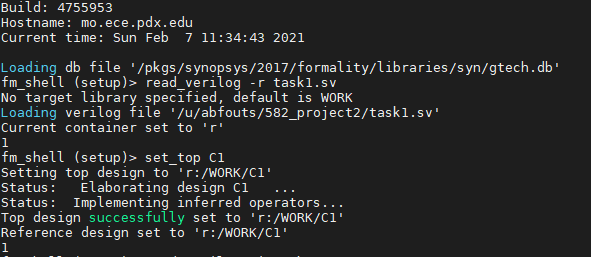 Build: 4755953
Hostname: mo.ece.pdx.edu
Current time: Sun Feb  7 11:34:43 2021
Loading db file '/pkgs/synopsys/2017/formality/libraries/syn/gtech.db'
fm_shell (setup)> read_verilog -r task1.sv
No target library specified, default is WORK
Loading verilog file '/u/abfouts/582_project2/task1.sv'
Current container set to 'r'
1
fm_shell (setup)> set_top C1
Setting top design to 'r:/WORK/C1'
Status:   Elaborating design C1   ...
Status:  Implementing inferred operators...
Top design successfully set to 'r:/WORK/C1'
Reference design set to 'r:/WORK/C1'
1